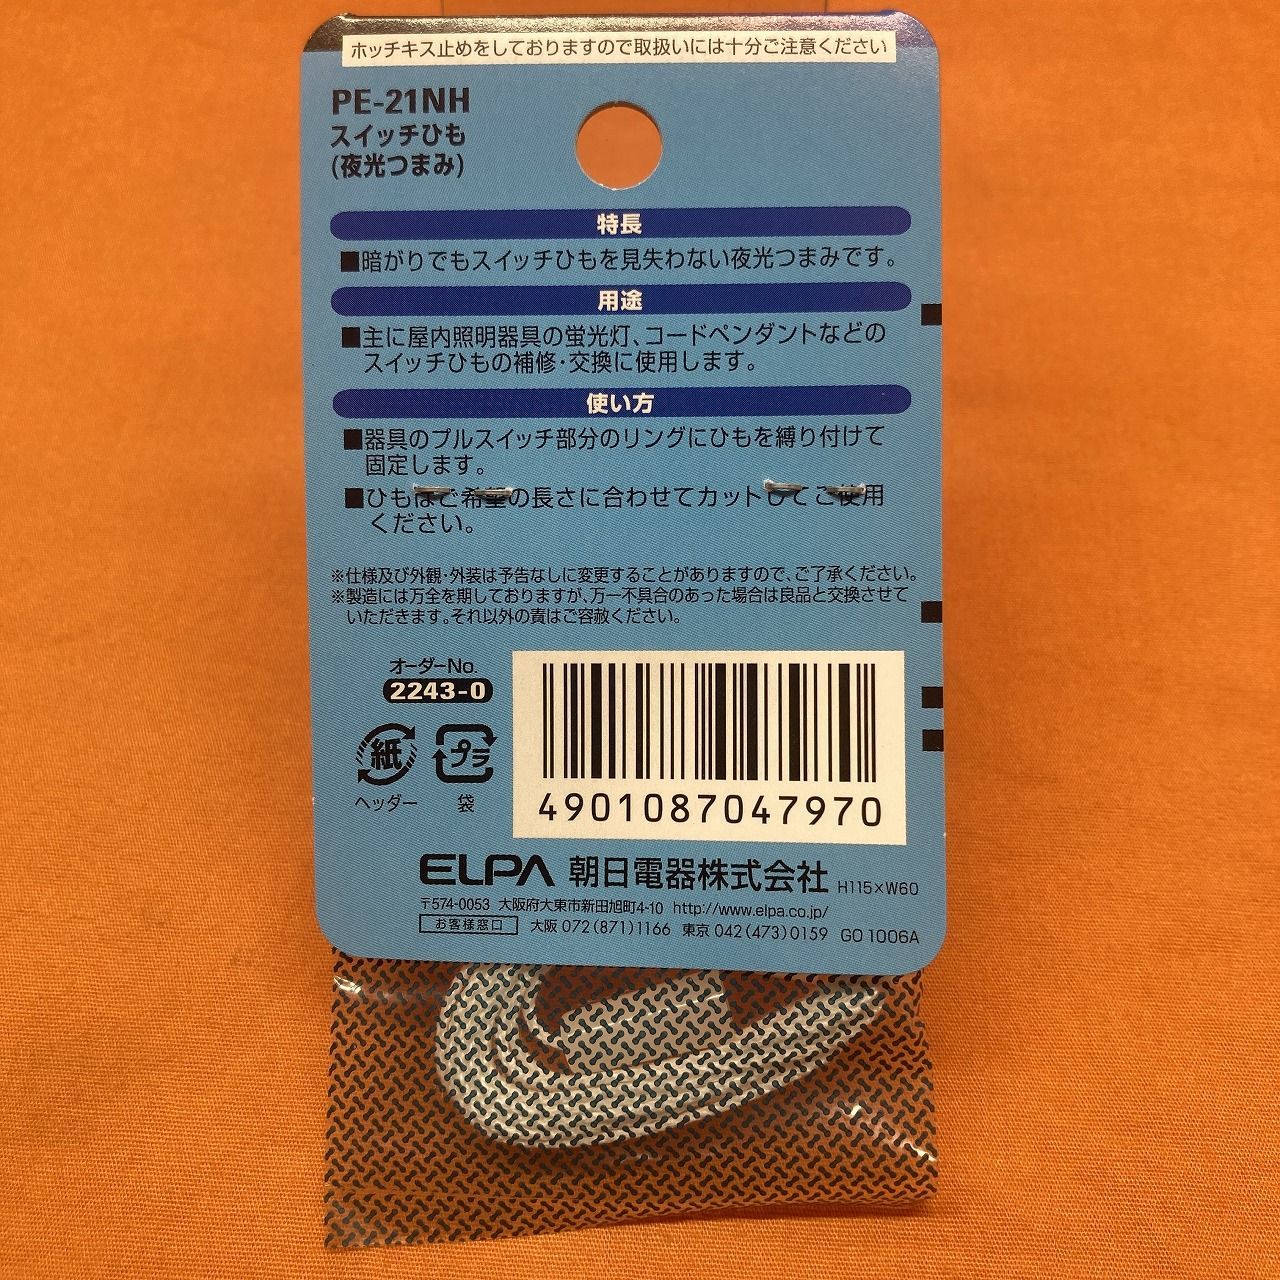 ホッチキス止めをしておりますので取扱いには十分ご注意ください
PE-21NH
スイッチひも
(夜光つまみ)
特長
■暗がりでもスイッチひもを見失わない夜光つまみです。
用途
■主に屋内照明器具の蛍光灯、コードペンダントなどの
スイッチひもの補修・交換に使用します。
使い方
■器具のプルスイッチ部分のリングにひもを縛り付けて
固定します。
■ひもはご希望の長さに合わせてカットしてご使用
ください。
※仕様及び外観・外装は予告なしに変更することがありますので、ご了承ください。
※製造には万全を期しておりますが、万一不具合のあった場合は良品と交換させて
いただきます。それ以外の責はご容赦ください。
オーダーNo.
2243-0
紙 プラ
ヘッダー 袋
4901087047970
ELPA 朝日電器株式会社 H115×W60
〒574-0053 大阪府大東市新田旭町4-10 http://www.elpa.co.jp/
お客様窓口 大阪 072(871)1166 東京 042(473)0159 GO 1006A